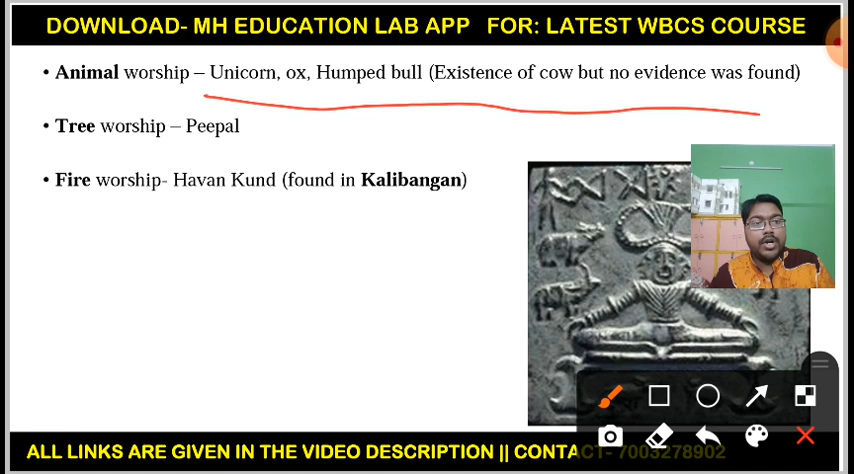 DOWNLOAD- MH EDUCATION LAB APP FOR: LATEST WBCS COURSE
• Animal worship – Unicorn, ox, Humped bull (Existence of cow but no evidence was found)
• Tree worship – Peepal
• Fire worship- Havan Kund (found in Kalibangan)
ALL LINKS ARE GIVEN IN THE VIDEO DESCRIPTION || CONTACT- 7003278902